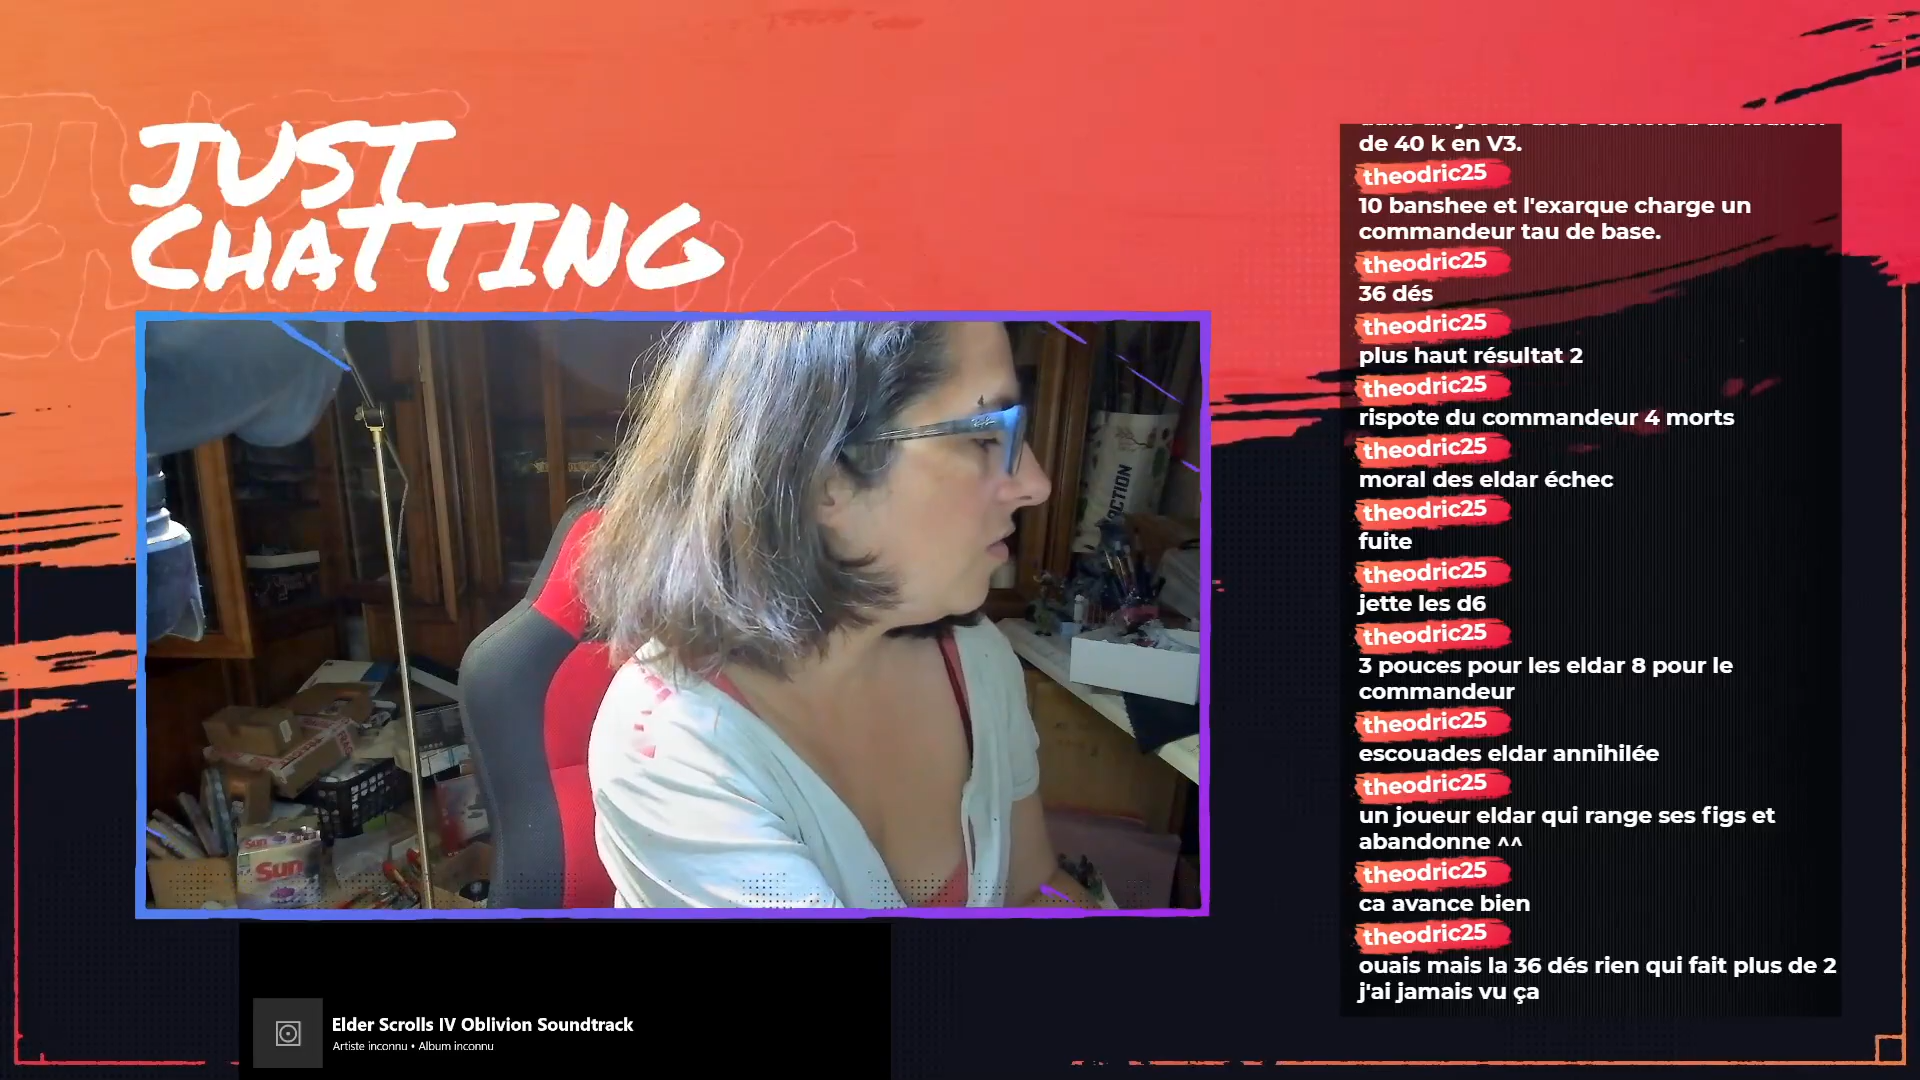 JUST
CHATTING
de 40 k en V3.
theodric25
10 banshee et l'exarque charge un
commandeur tau de base.
theodric25
36 dés
theodric25
plus haut résultat 2
theodric25
rispote du commandeur 4 morts
theodric25
moral des eldar échec
theodric25
fuite
theodric25
jette les d6
theodric25
3 pouces pour les eldar 8 pour le
commandeur
theodric25
escouades eldar annihilée
theodric25
un joueur eldar qui range ses figs et
abandonne ^^
theodric25
ca avance bien
theodric25
ouais mais la 36 dés rien qui fait plus de 2
j'ai jamais vu ça
Sun
Sun
Elder Scrolls IV Oblivion Soundtrack
Artiste inconnu • Album inconnu